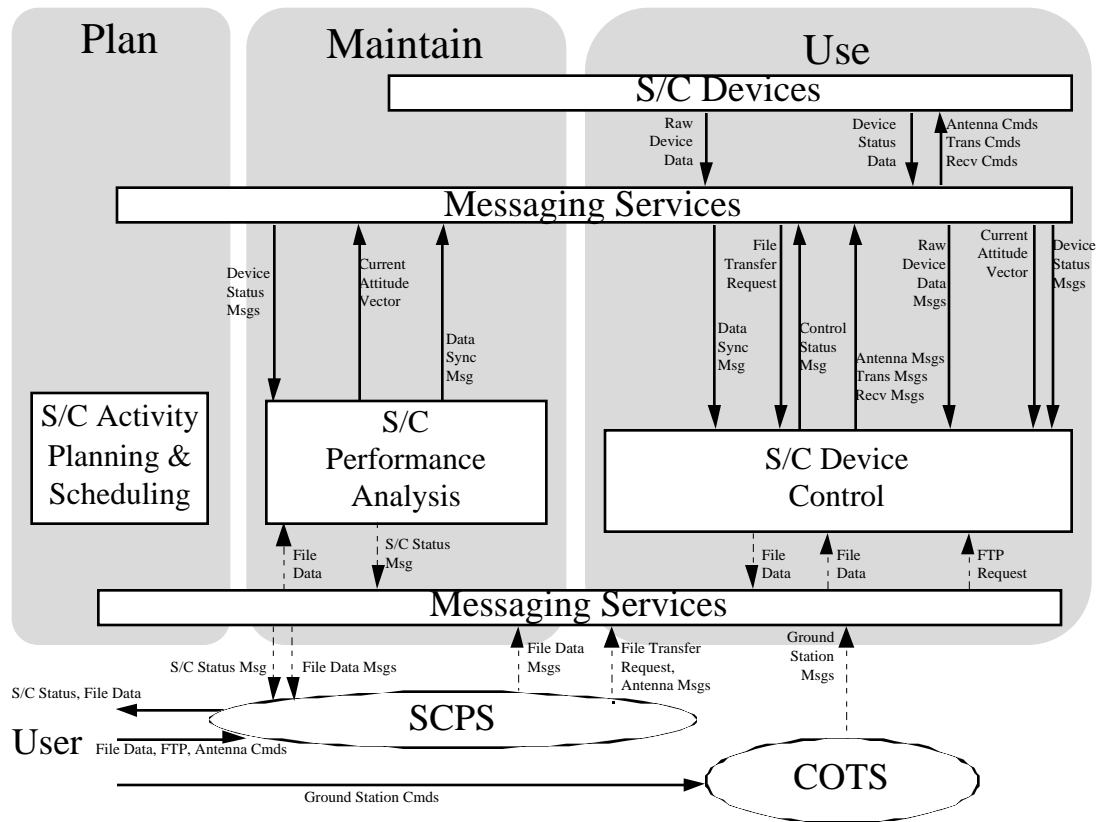 Plan
Maintain
Use
S/C Devices
Raw
Device
Data
Device
Status
Data
Antenna Cmds
Trans Cmds
Recv Cmds
Messaging Services
Device
Status
Msgs
Current
Attitude
Vector
Data
Sync
Msg
Data
Sync
Msg
File
Transfer
Request
Control
Status
Msg
Antenna Msgs
Trans Msgs
Recv Msgs
Raw
Device
Data
Msgs
Current
Attitude
Vector
Device
Status
Msgs
S/C Activity
Planning &
Scheduling
S/C
Performance
Analysis
S/C Device
Control
File
Data
S/C Status
Msg
File
Data
File
Data
FTP
Request
Messaging Services
S/C Status Msg
File Data Msgs
File Data
Msgs
File Transfer
Request,
Antenna Msgs
Ground
Station
Msgs
S/C Status, File Data
SCPS
User
File Data, FTP, Antenna Cmds
COTS
Ground Station Cmds